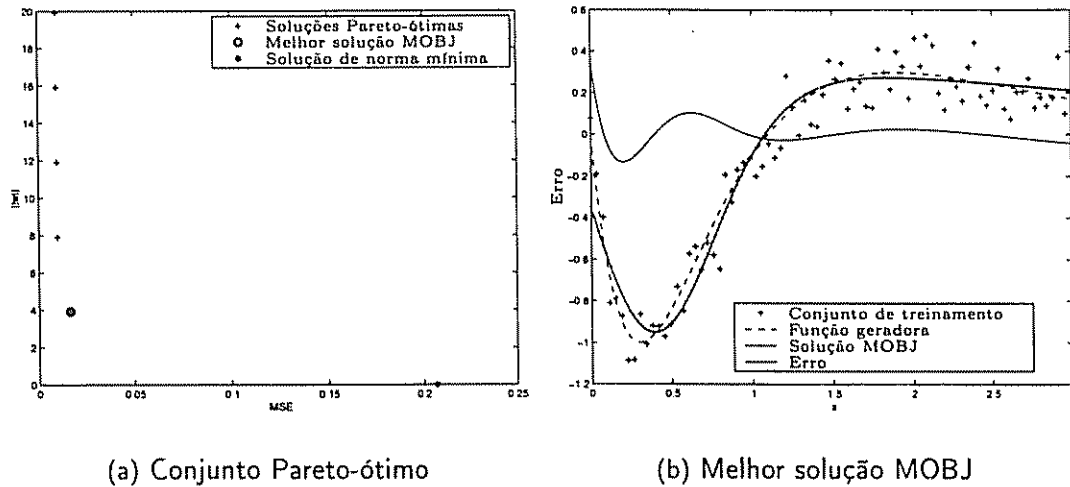 20
18
16
14
12
10
8
6
4
2
0
0
0 05
0 1
0 15
0 2
0 25
MSE
+ Soluções Pareto-ótimas
Melhor solução MOBJ
Solução de norma mínima
(a) Conjunto Pareto-ótimo
0.6
0.4
0.2
0
-0.2
-0.4
-0 6
-0.8
-1
-1.2
Erro
0
0.5
1
1.5
2
2.5
x
+ Conjunto de treinamento
Função geradora
Solução MOBJ
Erro
(b) Melhor solução MOBJ